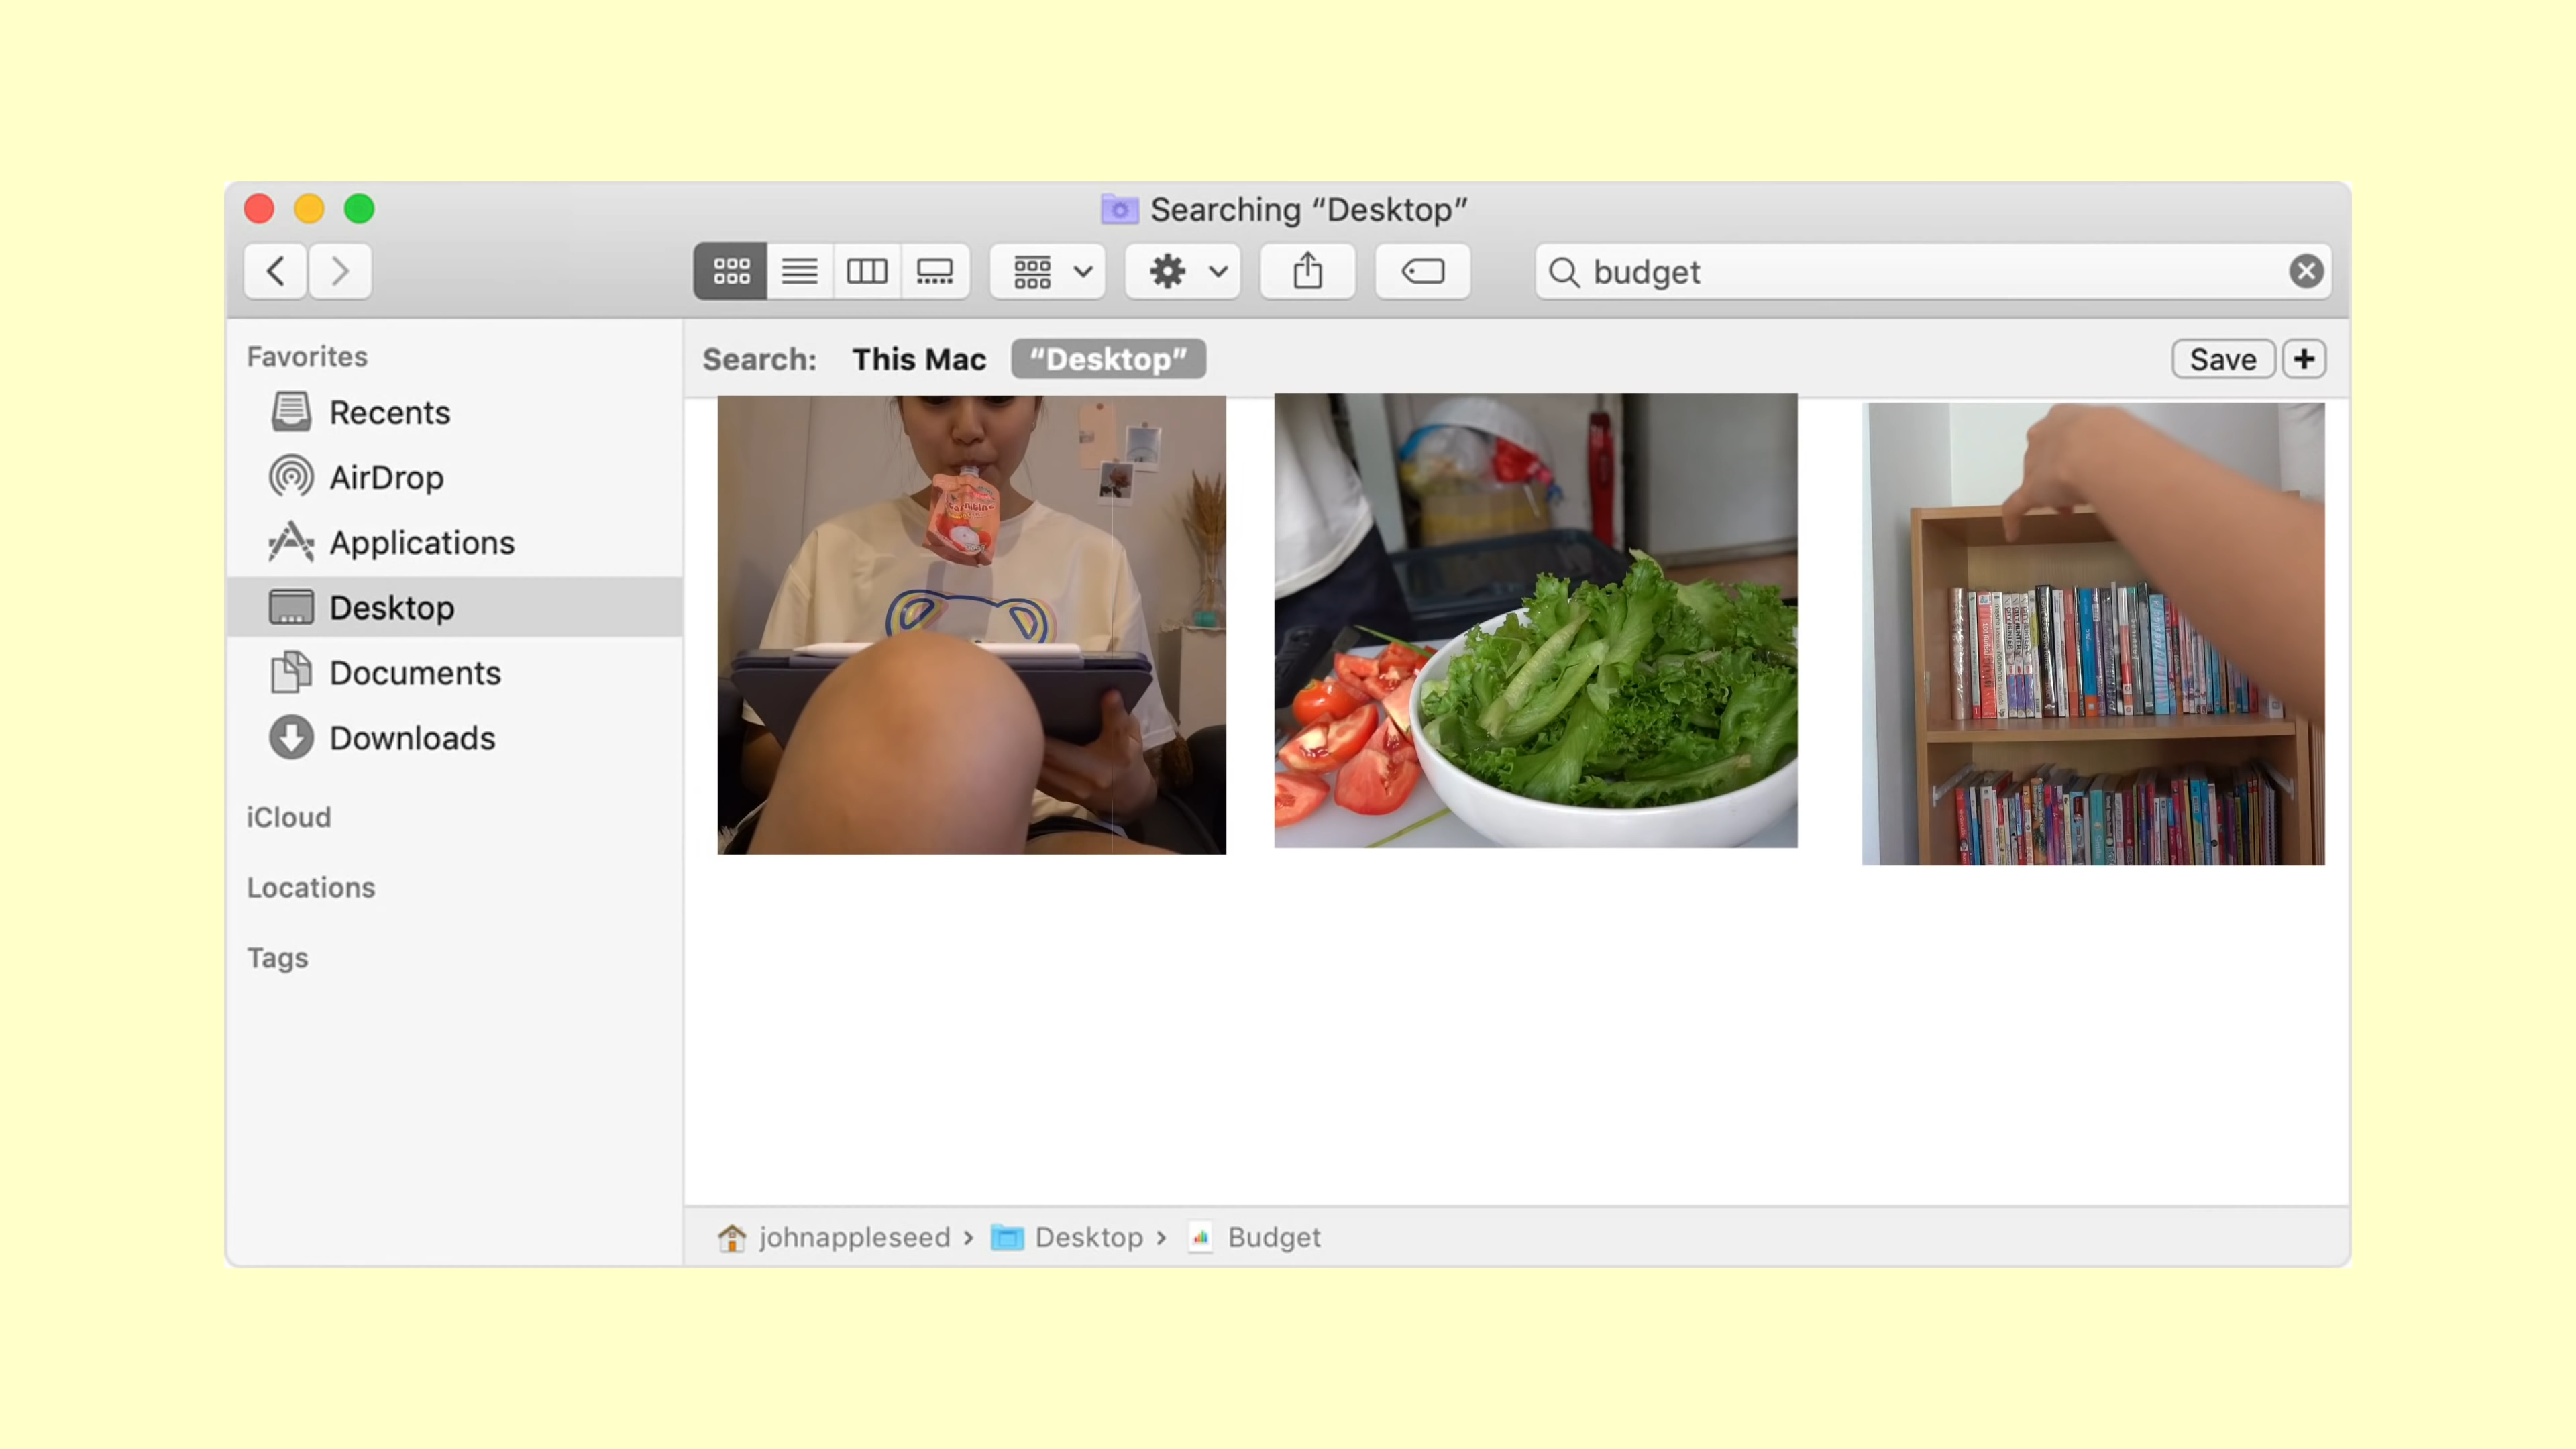 Searching “Desktop”
budget
Search: This Mac “Desktop” Save +
Favorites
Recents
AirDrop
Applications
Desktop
Documents
Downloads
iCloud
Locations
Tags
johnappleseed › Desktop › Budget